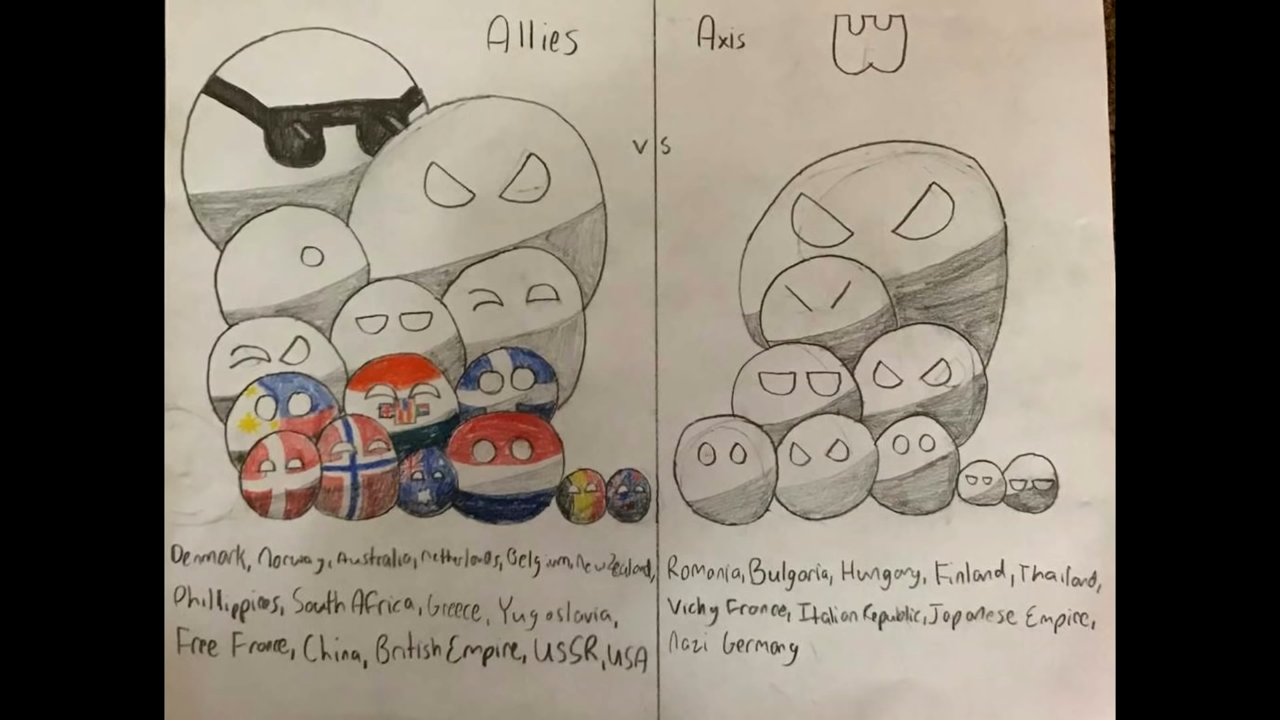 Allies
Axis
vs
Denmark, Norway, Australia, Netherlands, Belgium, New Zealand,
Phillippines, South Africa, Greece, Yugoslavia,
Free France, China, British Empire, USSR, USA
Romania, Bulgaria, Hungary, Finland, Thailand,
Vichy France, Italian Republic, Japanese Empire,
Nazi Germany